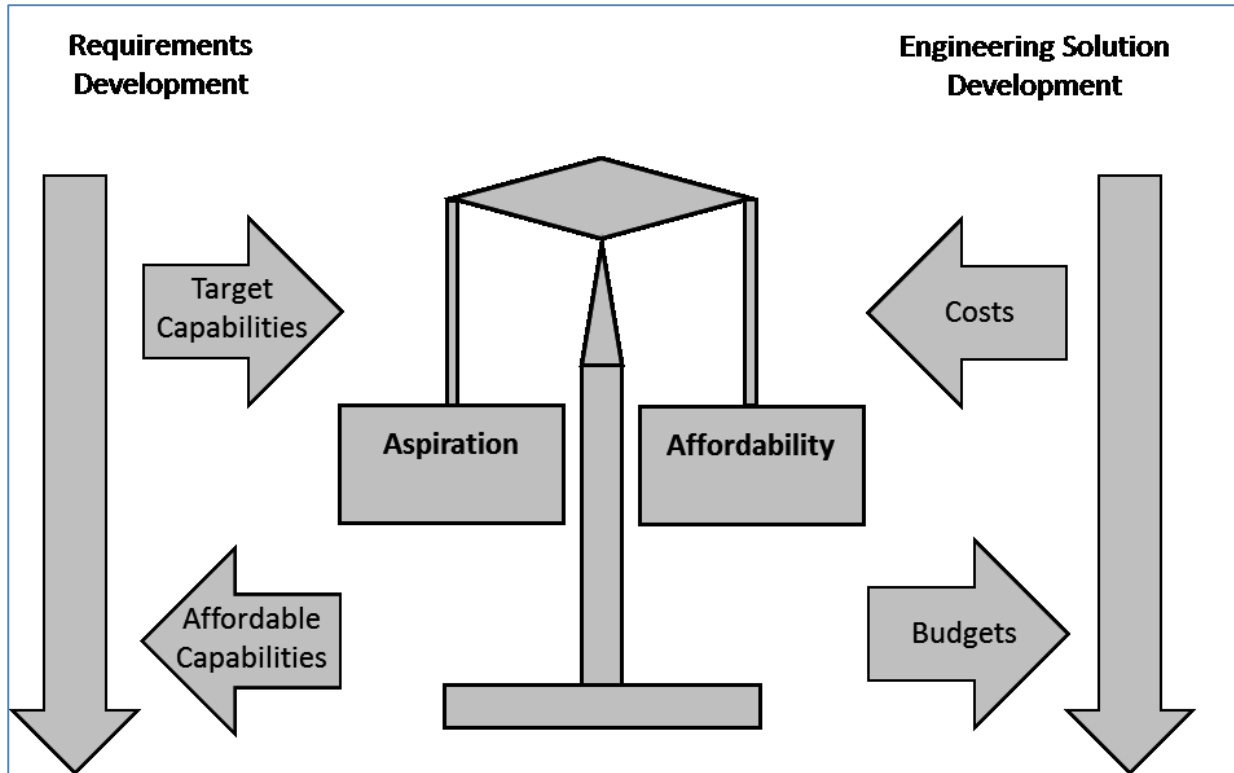 Requirements
Development
Engineering Solution
Development
Target
Capabilities
Costs
Aspiration
Affordability
Affordable
Capabilities
Budgets